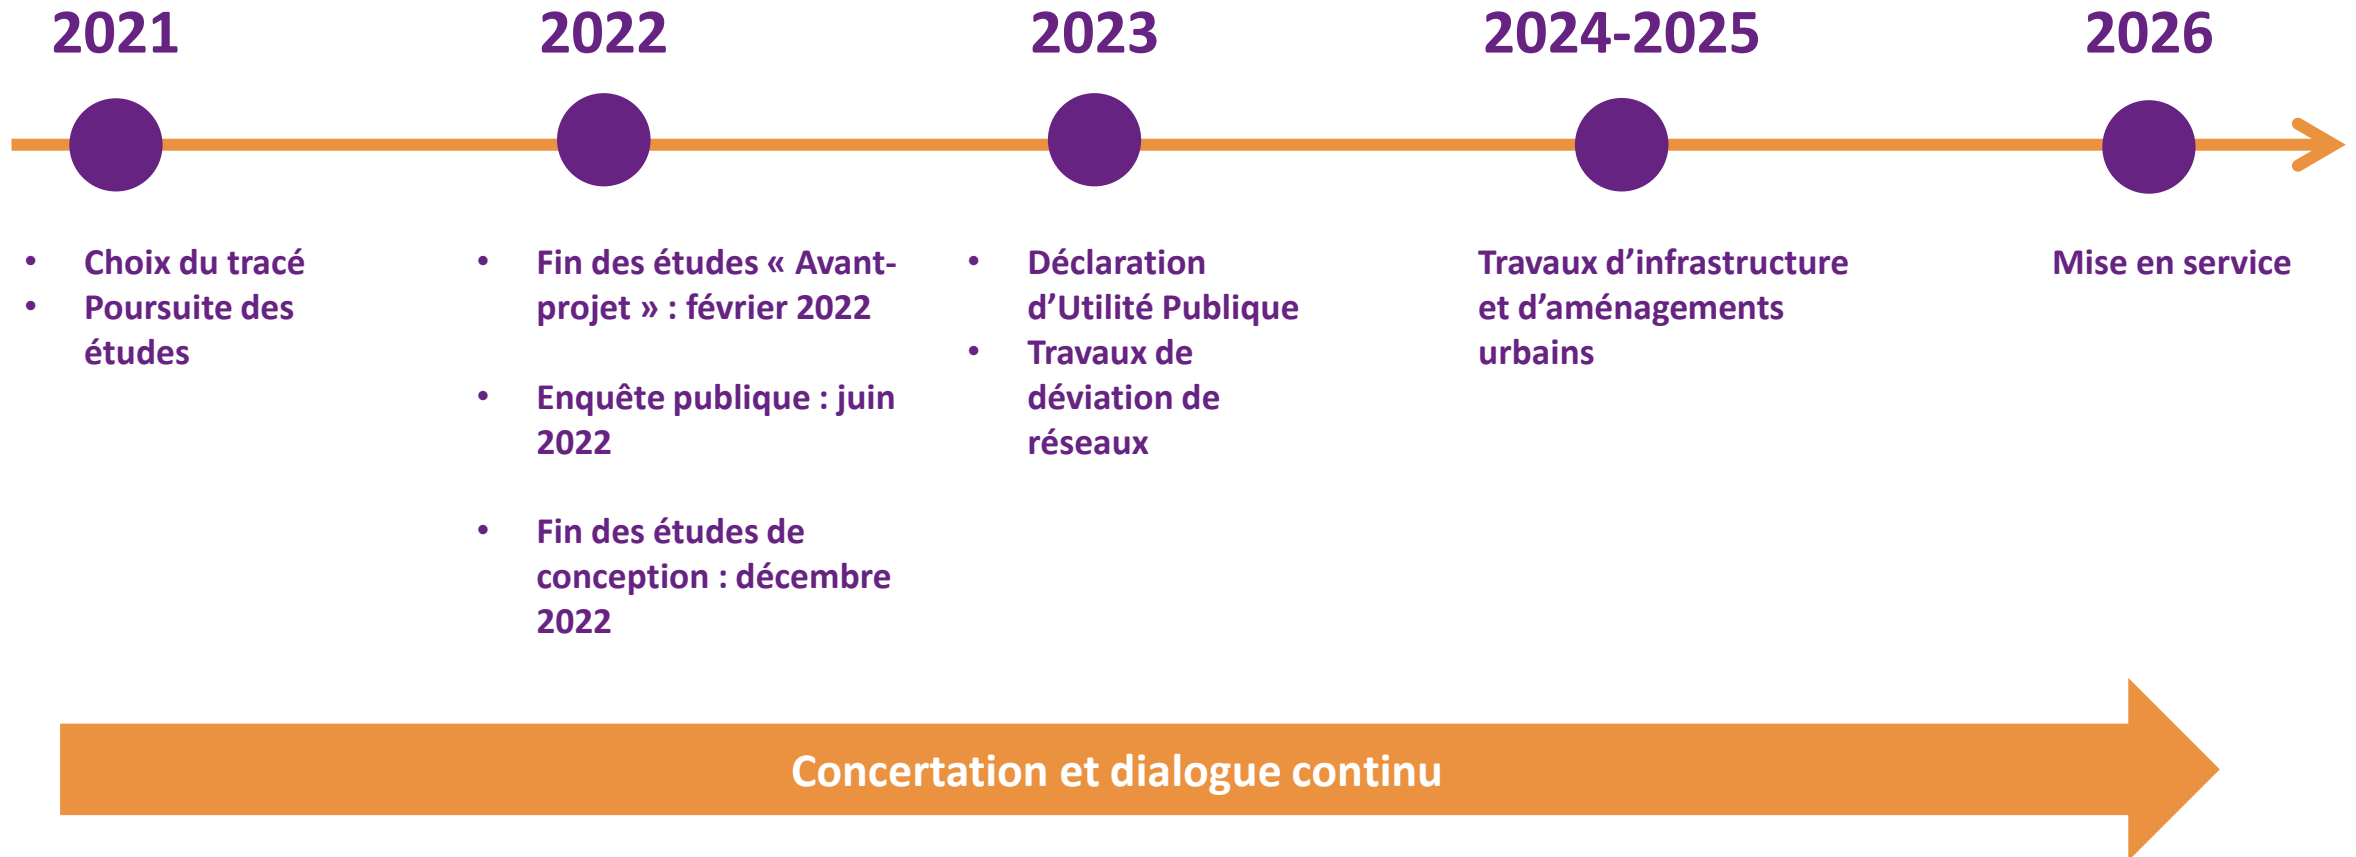 2021
2022
2023
2024-2025
2026
• Choix du tracé
• Poursuite des
études
• Fin des études « Avant-
projet » : février 2022
• Enquête publique : juin
2022
• Fin des études de
conception : décembre
2022
• Déclaration
d’Utilité Publique
• Travaux de
déviation de
réseaux
Travaux d’infrastructure
et d’aménagements
urbains
Mise en service
Concertation et dialogue continu